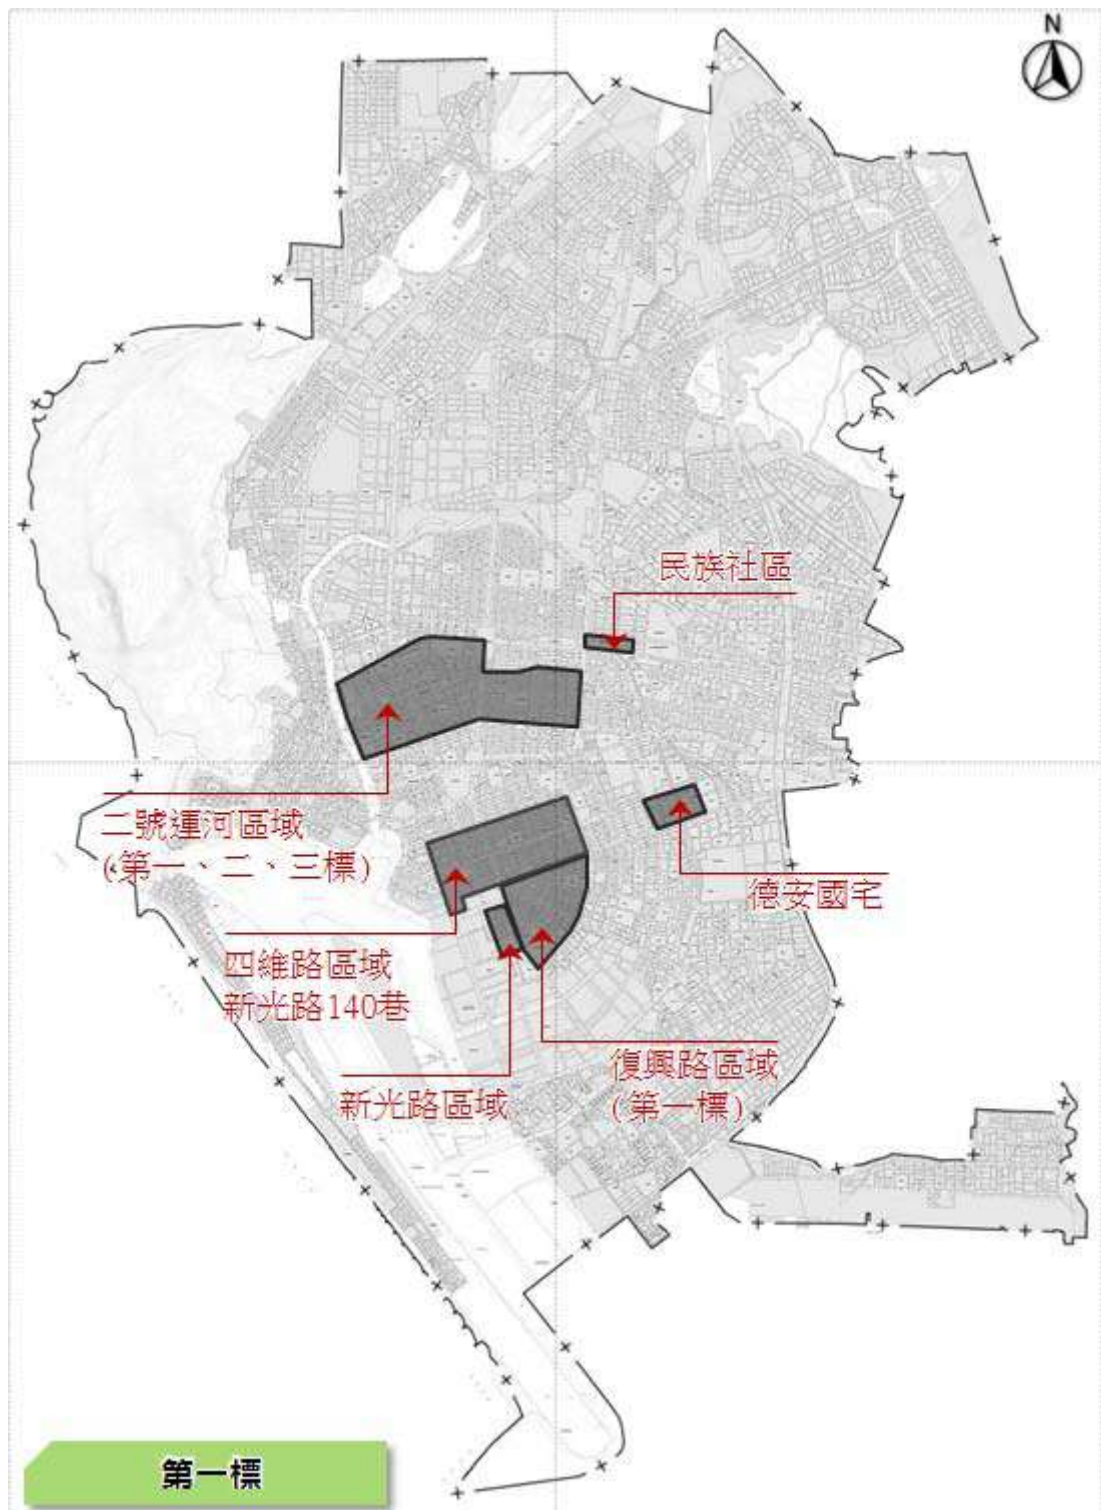 N
民族社區
二號運河區域
(第一、二、三標)
德安國宅
四維路區域
新光路140巷
復興路區域
(第一標)
新光路區域
第一標